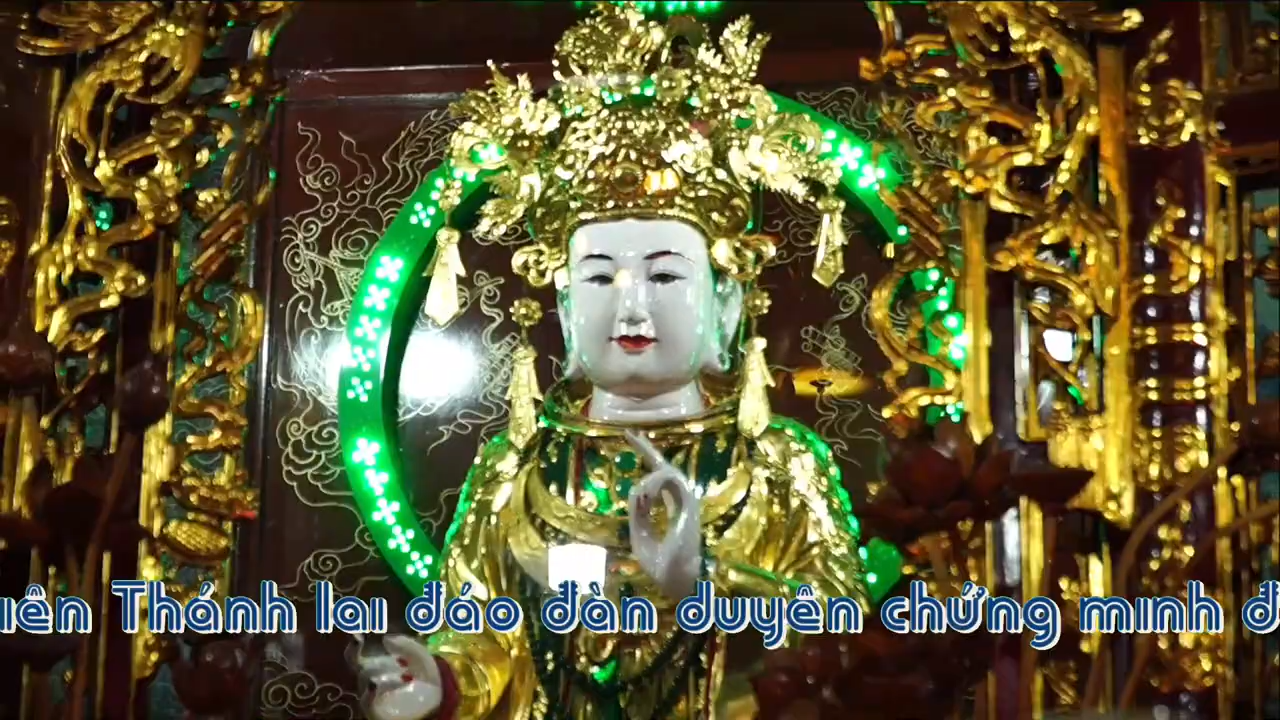 Thánh lai đáo đàn duyên chứng minh